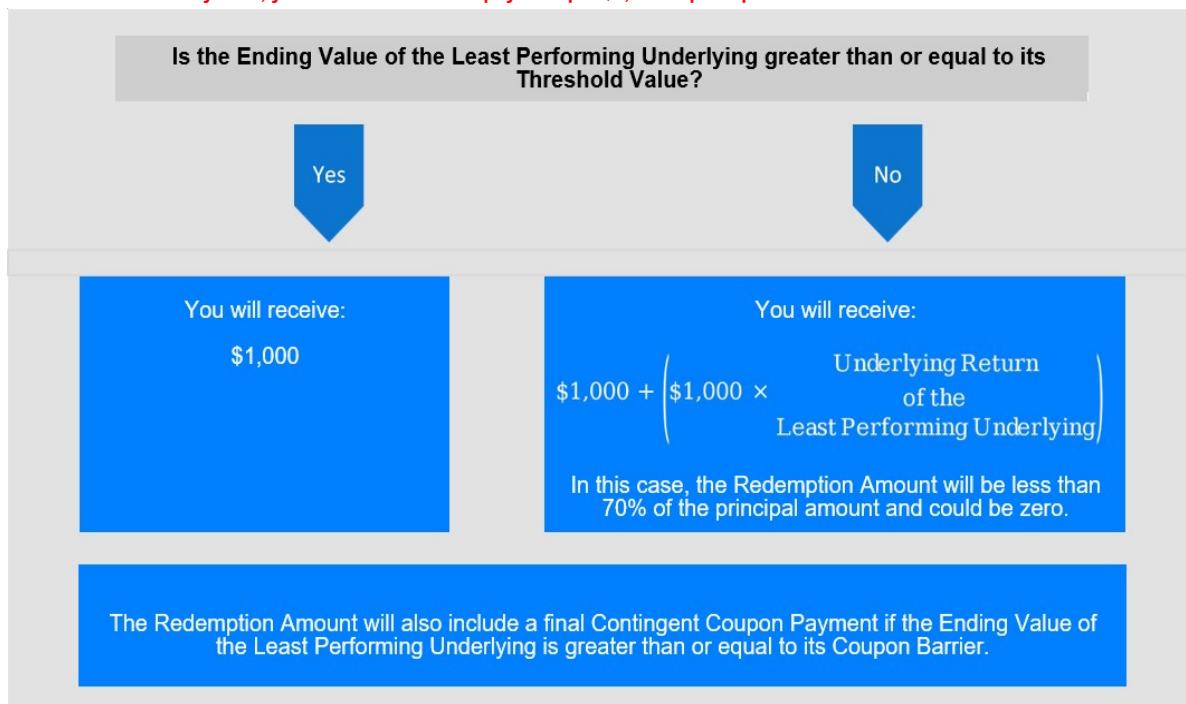 Is the Ending Value of the Least Performing Underlying greater than or equal to its
Threshold Value?
Yes
No
You will receive:
$1,000
You will receive:
$1,000 + ($1,000 × Underlying Return
of the
Least Performing Underlying)
In this case, the Redemption Amount will be less than
70% of the principal amount and could be zero.
The Redemption Amount will also include a final Contingent Coupon Payment if the Ending Value of
the Least Performing Underlying is greater than or equal to its Coupon Barrier.